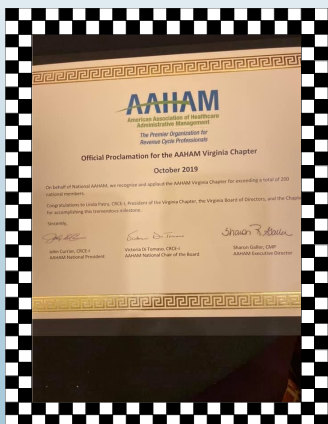 AAHAM
American Association of Healthcare
Administrative Management
The Premier Organization for
Revenue Cycle Professionals
Official Proclamation for the AAHAM Virginia Chapter
October 2019
On behalf of National AAHAM, we recognize and applaud the AAHAM Virginia Chapter for exceeding a total of 200
national members.
Congratulations to Linda Patry, CRCE-I, President of the Virginia Chapter, the Virginia Board of Directors, and the Chapter
for accomplishing this tremendous milestone.
Sincerely,
John Currier, CRCE-I
AAHAM National President
Victoria Di Tomaso, CRCE-I
AAHAM National Chair of the Board
Sharon R Galler
Sharon Galler, CMP
AAHAM Executive Director